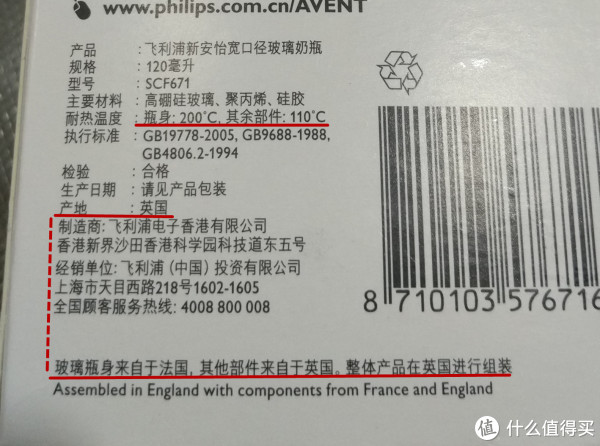 www.philips.com.cn/AVENT
产品 : 飞利浦新安怡宽口径玻璃奶瓶
规格 : 120毫升
型号 : SCF671
主要材料 : 高硼硅玻璃、聚丙烯、硅胶
耐热温度 : 瓶身: 200°C, 其余部件: 110°C
执行标准 : GB19778-2005, GB9688-1988,
GB4806.2-1994
检验 : 合格
生产日期 : 请见产品包装
产地 : 英国
制造商: 飞利浦电子香港有限公司
香港新界沙田香港科学园科技道东五号
经销单位: 飞利浦（中国）投资有限公司
上海市天目西路218号1602-1605
全国顾客服务热线: 4008 800 008
8 710103 576716
玻璃瓶身来自于法国, 其他部件来自于英国。整体产品在英国进行组装
Assembled in England with components from France and England
值 什么值得买